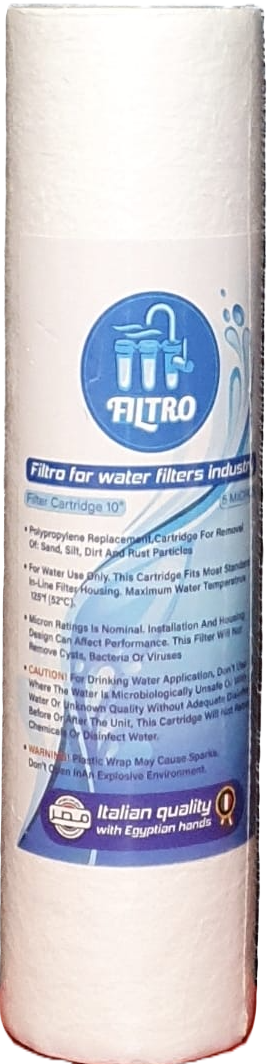 FILTRO
Filtro for water filters industry
Filter Cartridge 10"
5 Micron
• Polypropylene Replacement Cartridge For Removal
Of: Sand, Silt, Dirt And Rust Particles
• For Water Use Only. This Cartridge Fits Most Standard
In-Line Filter Housing. Maximum Water Temperature
125°f (52°C).
• Micron Ratings Is Nominal. Installation And Housing
Design Can Affect Performance. This Filter Will Not
Remove Cysts, Bacteria Or Viruses
• CAUTION! For Drinking Water Application, Don't Use
Where The Water Is Microbiologically Unsafe Or With
Water Or Unknown Quality Without Adequate
Before Or After The Unit, This Cartridge Will Not
Chemicals Or Disinfect Water.
• WARNING! Plastic Wrap May Cause Sparks.
Don't Open InAn Explosive Environment.
مصر
Italian quality
with Egyptian hands